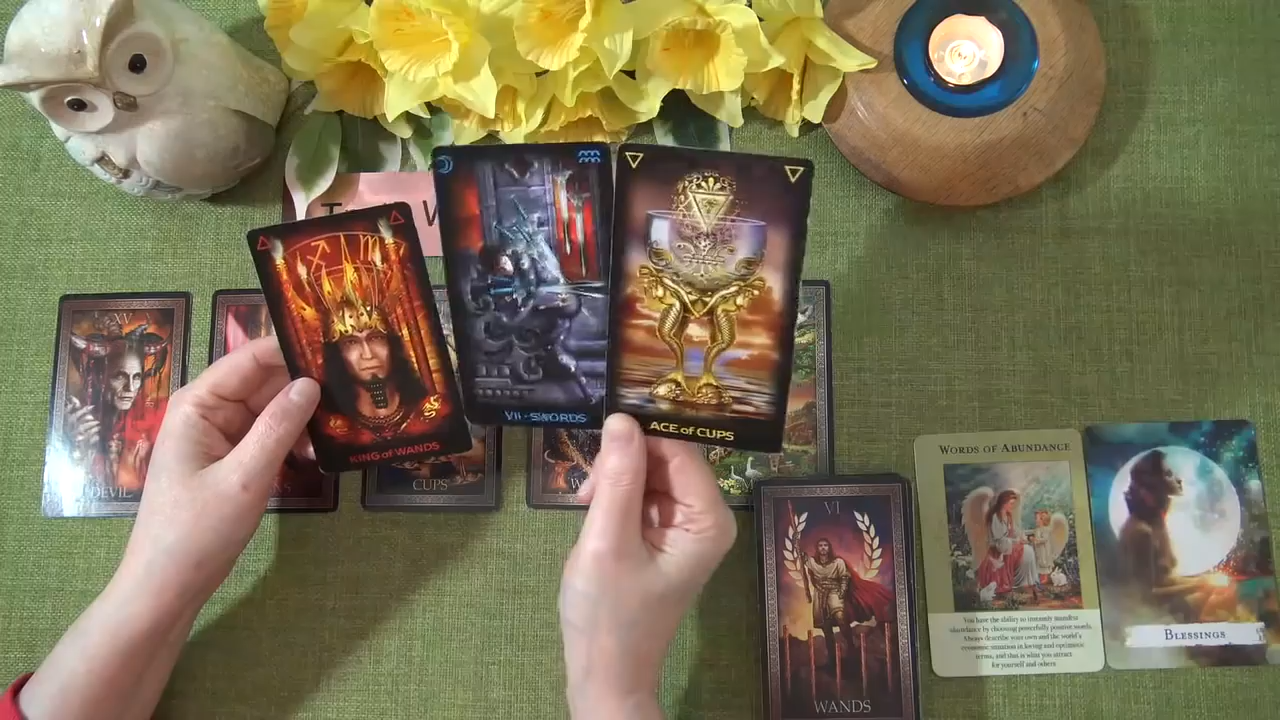 KING of WANDS
VII · SWORDS
ACE of CUPS
XV
DEVIL
CUPS
VI
WANDS
WORDS OF ABUNDANCE
You have the ability to instantly manifest
abundance by choosing powerfully positive words.
Always describe your own and the world's
economic situation in loving and optimistic
terms, and this is what you attract
for yourself and others.
BLESSINGS